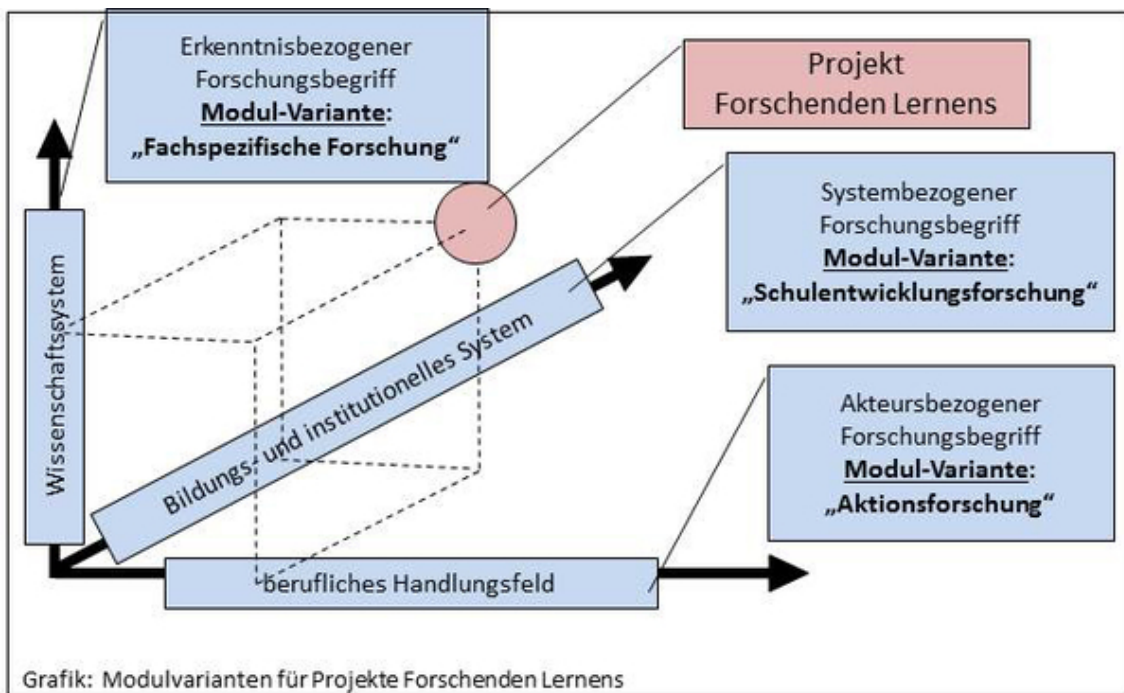 Erkenntnisbezogener
Forschungsbegriff
Modul-Variante:
„Fachspezifische Forschung“
Projekt
Forschenden Lernens
Systembezogener
Forschungsbegriff
Modul-Variante:
„Schulentwicklungsforschung“
Akteursbezogener
Forschungsbegriff
Modul-Variante:
„Aktionsforschung“
Wissenschaftssystem
Bildungs- und institutionelles System
berufliches Handlungsfeld
Grafik: Modulvarianten für Projekte Forschenden Lernens